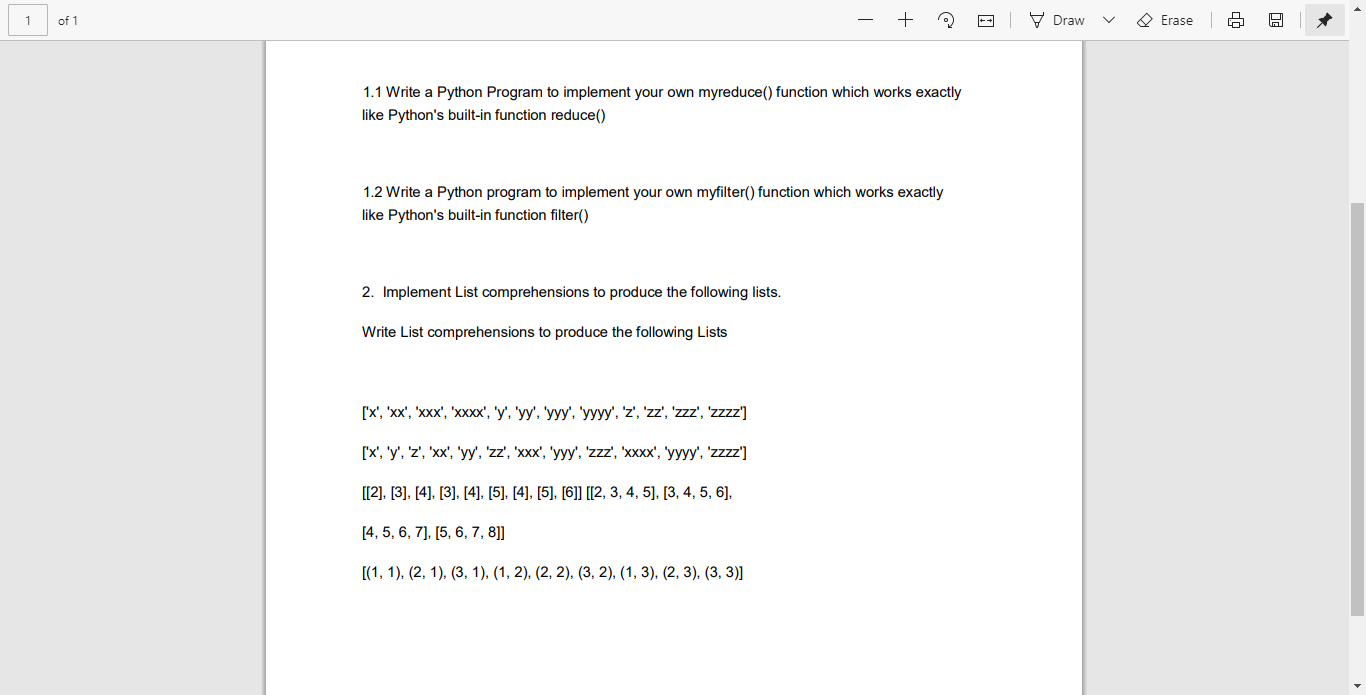 1 of 1 Draw Erase
1.1 Write a Python Program to implement your own myreduce() function which works exactly
like Python's built-in function reduce()
1.2 Write a Python program to implement your own myfilter() function which works exactly
like Python's built-in function filter()
2. Implement List comprehensions to produce the following lists.
Write List comprehensions to produce the following Lists
['x', 'xx', 'xxx', 'xxxx', 'y', 'yy', 'yyy', 'yyyy', 'z', 'zz', 'zzz', 'zzzz']
['x', 'y', 'z', 'xx', 'yy', 'zz', 'xxx', 'yyy', 'zzz', 'xxxx', 'yyyy', 'zzzz']
[[2], [3], [4], [3], [4], [5], [4], [5], [6]] [[2, 3, 4, 5], [3, 4, 5, 6],
[4, 5, 6, 7], [5, 6, 7, 8]]
[(1, 1), (2, 1), (3, 1), (1, 2), (2, 2), (3, 2), (1, 3), (2, 3), (3, 3)]